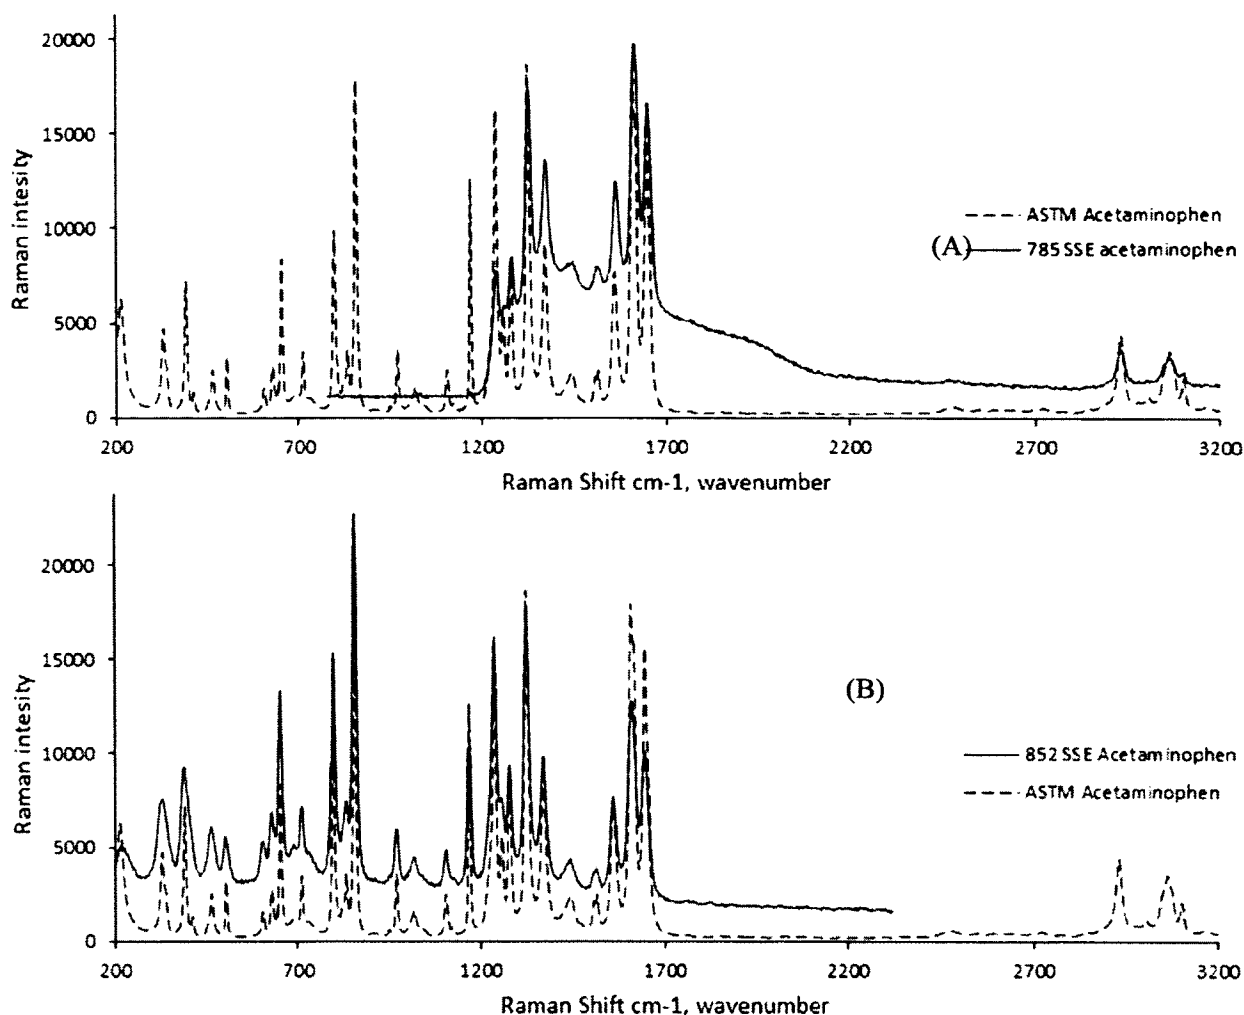 20000
15000
10000
5000
0
Raman intesity
ASTM Acetaminophen
(A)
785 SSE acetaminophen
200 700 1200 1700 2200 2700 3200
Raman Shift cm-1, wavenumber
20000
15000
10000
5000
0
Raman intesity
(B)
852 SSE Acetaminophen
ASTM Acetaminophen
200 700 1200 1700 2200 2700 3200
Raman Shift cm-1, wavenumber